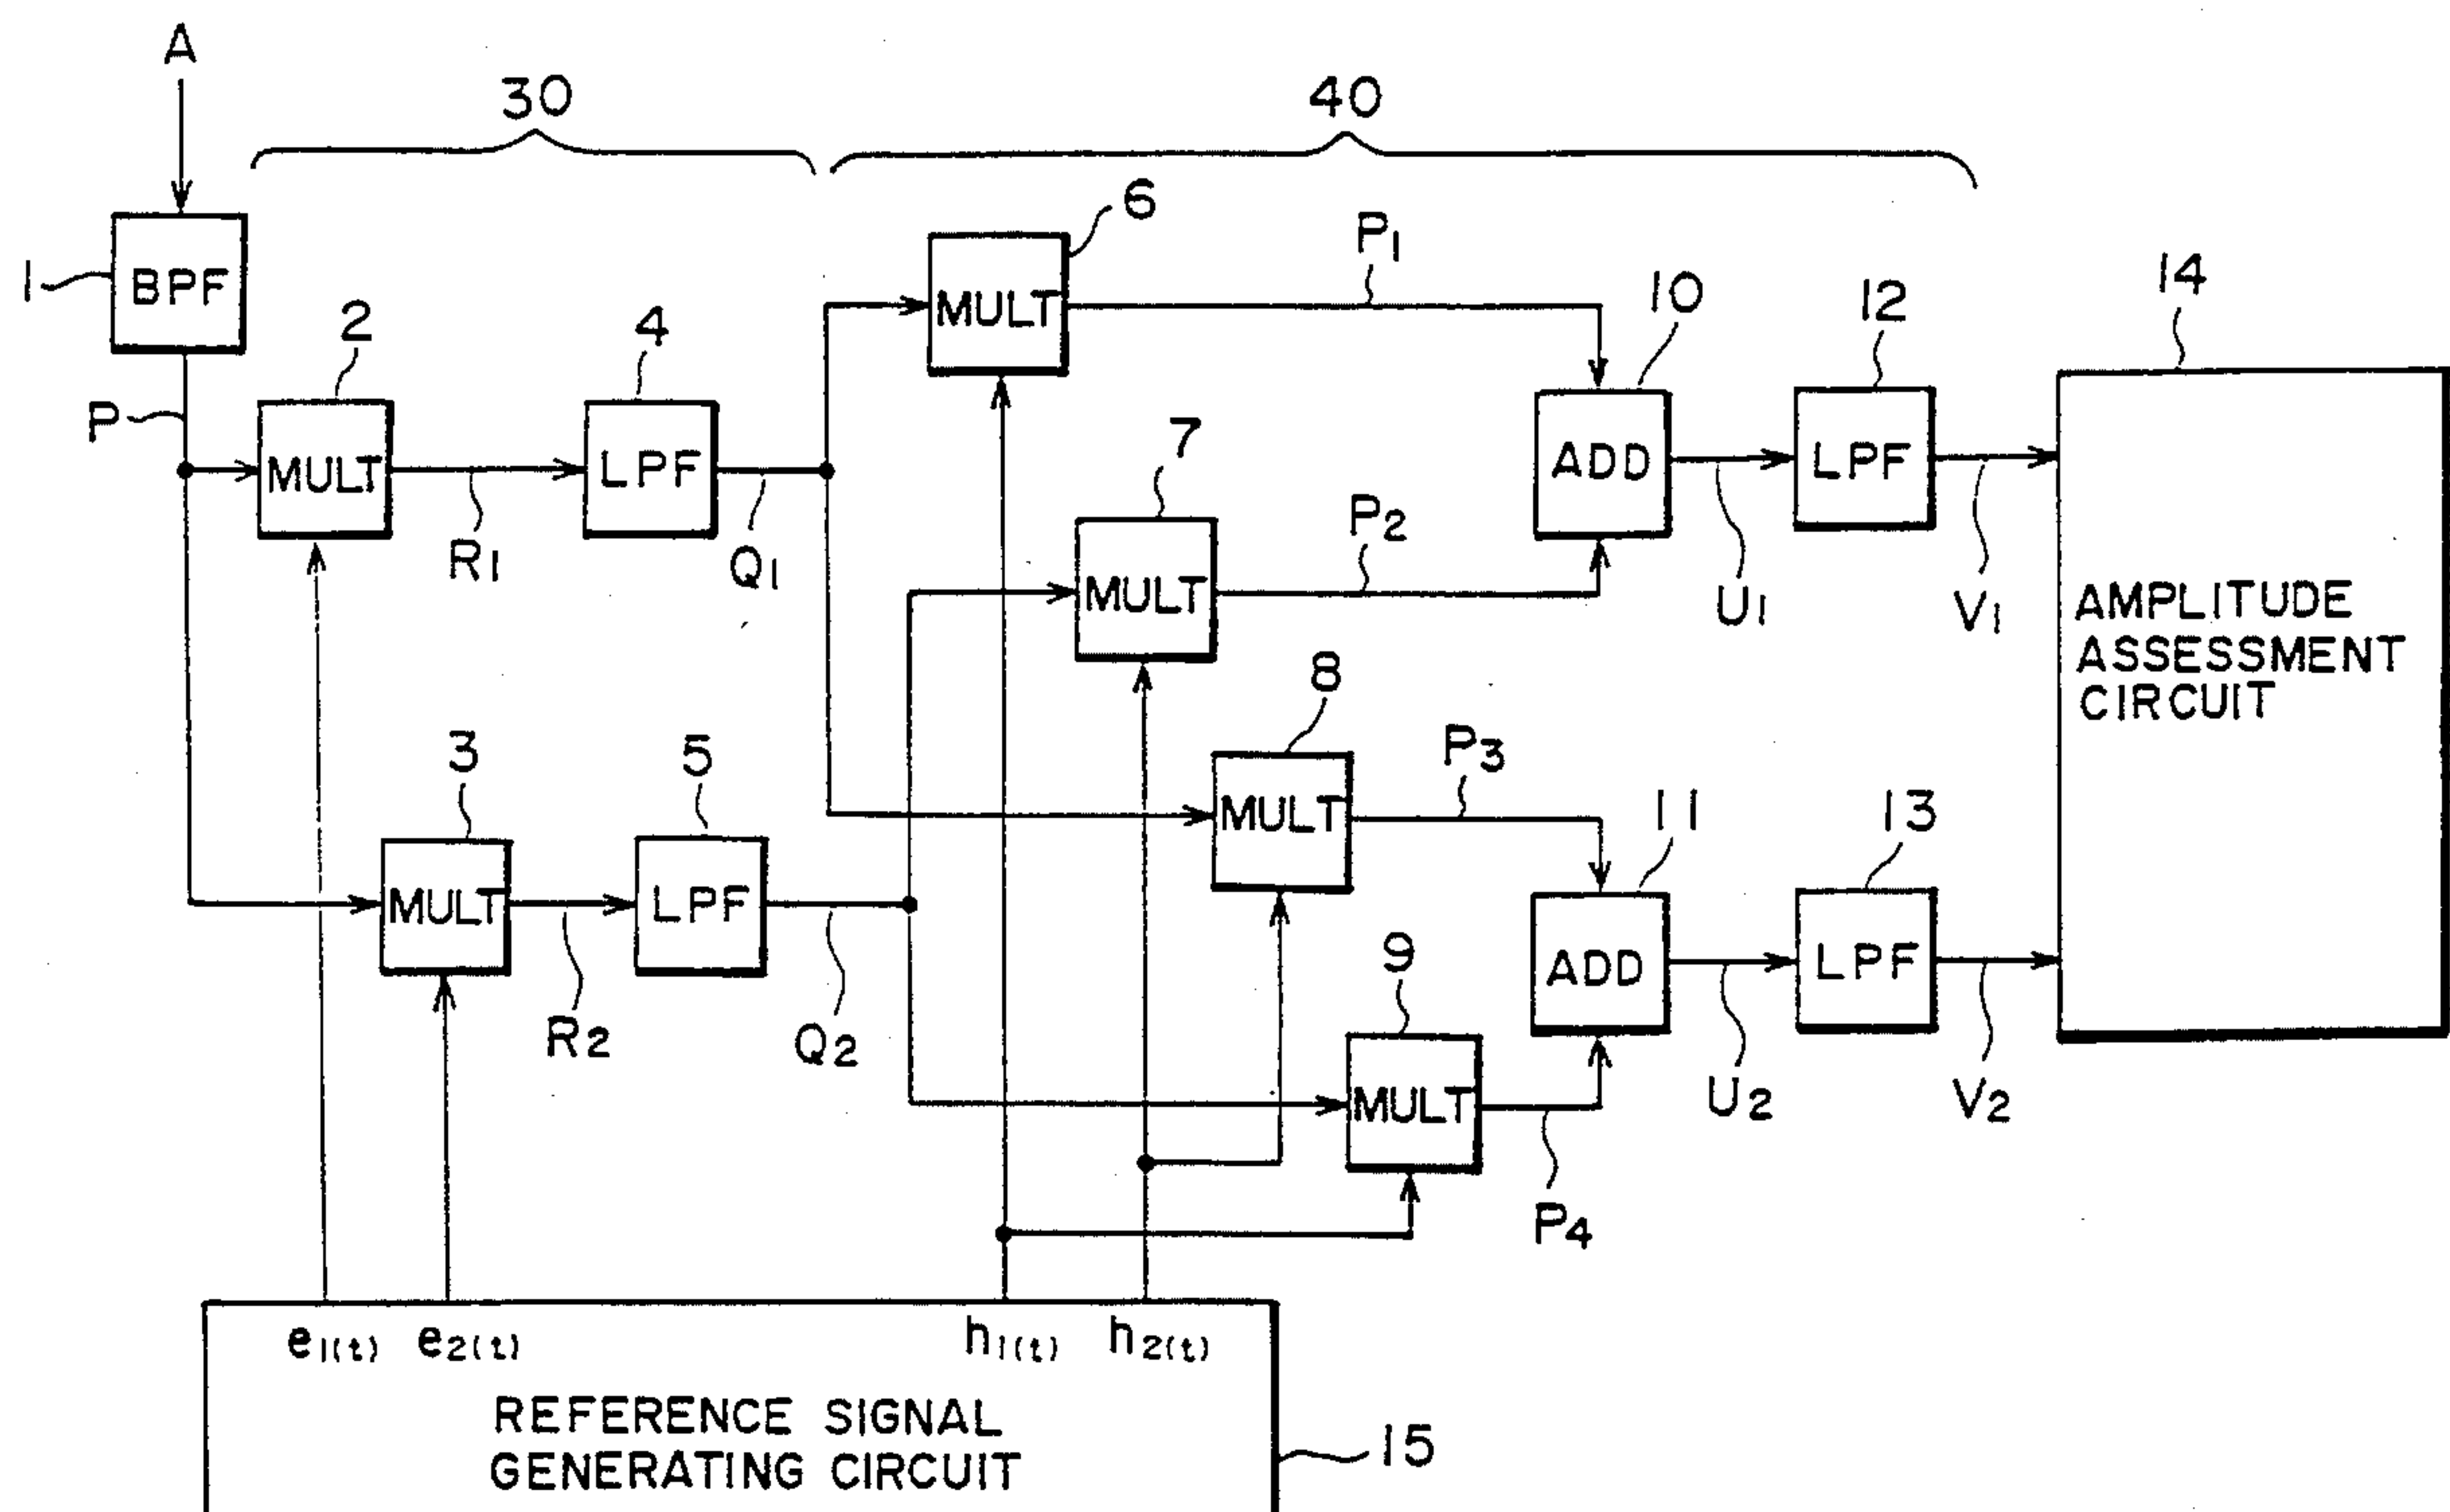 A
30
40
1
BPF
P
2
MULT
R1
4
LPF
Q1
6
MULT
P1
7
MULT
P2
10
ADD
U1
12
LPF
V1
14
AMPLITUDE
ASSESSMENT
CIRCUIT
3
MULT
R2
5
LPF
Q2
8
MULT
P3
9
MULT
P4
11
ADD
U2
13
LPF
V2
e1(t) e2(t) h1(t) h2(t)
REFERENCE SIGNAL
GENERATING CIRCUIT
15